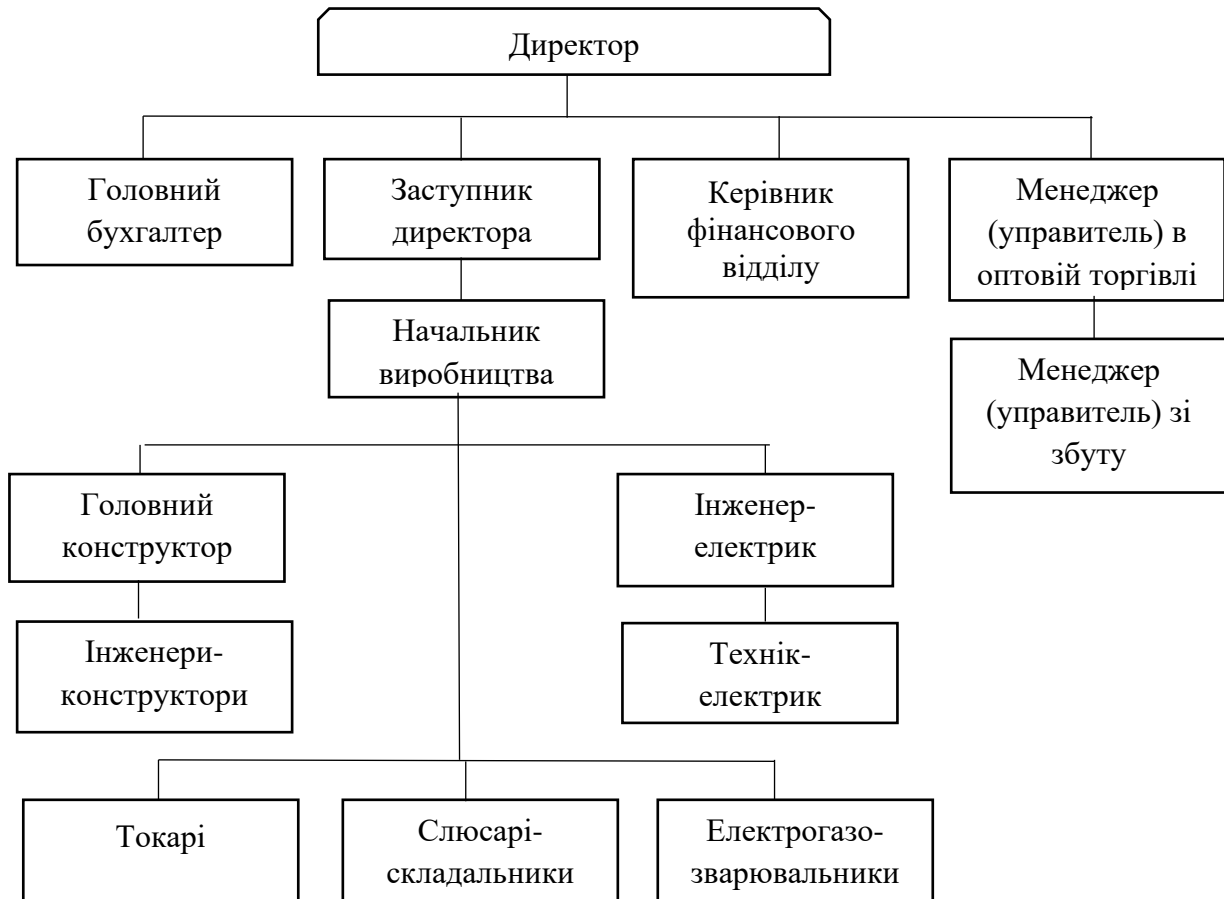 Директор
Головний
бухгалтер
Заступник
директора
Керівник
фінансового
відділу
Менеджер
(управитель) в
оптовій торгівлі
Начальник
виробництва
Менеджер
(управитель) зі
збуту
Головний
конструктор
Інженер-
електрик
Інженери-
конструктори
Технік-
електрик
Токарі
Слюсарі-
складальники
Електрогазо-
зварювальники